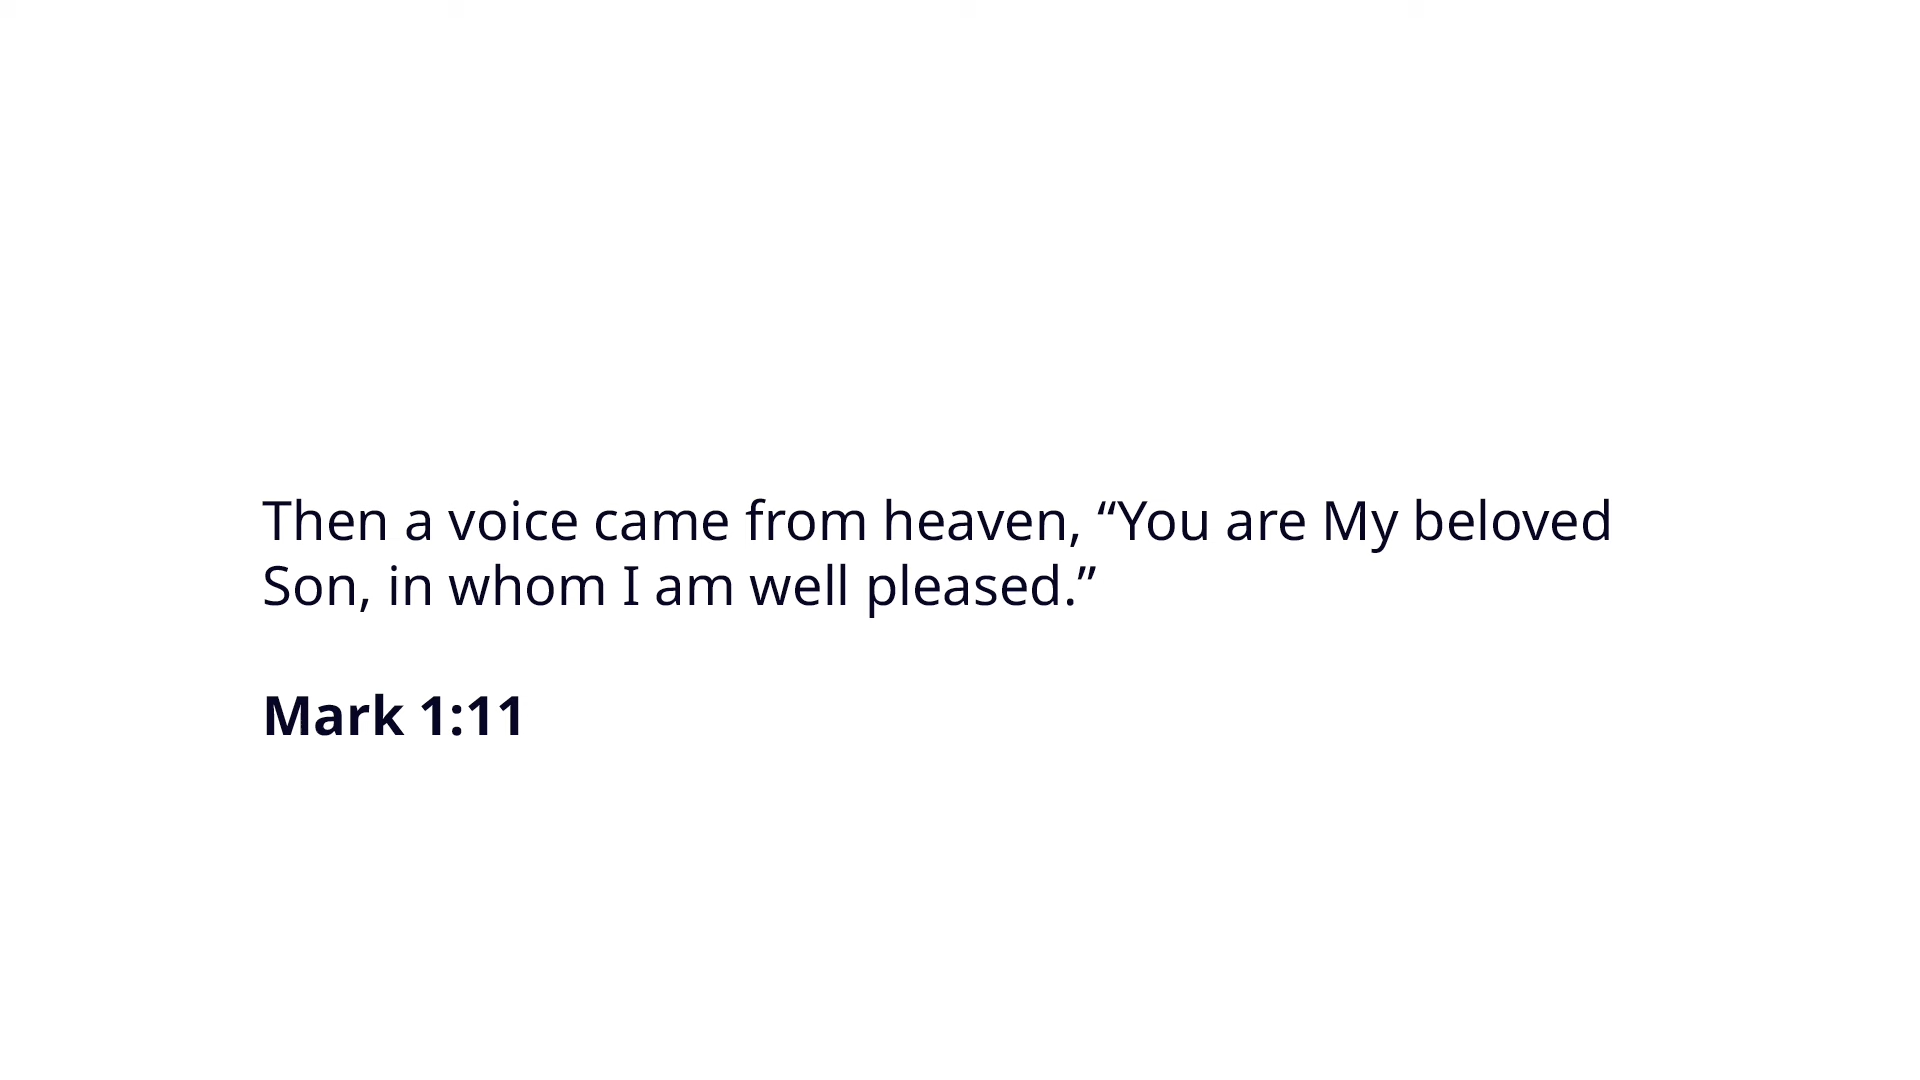 Then a voice came from heaven, “You are My beloved
Son, in whom I am well pleased.”
Mark 1:11